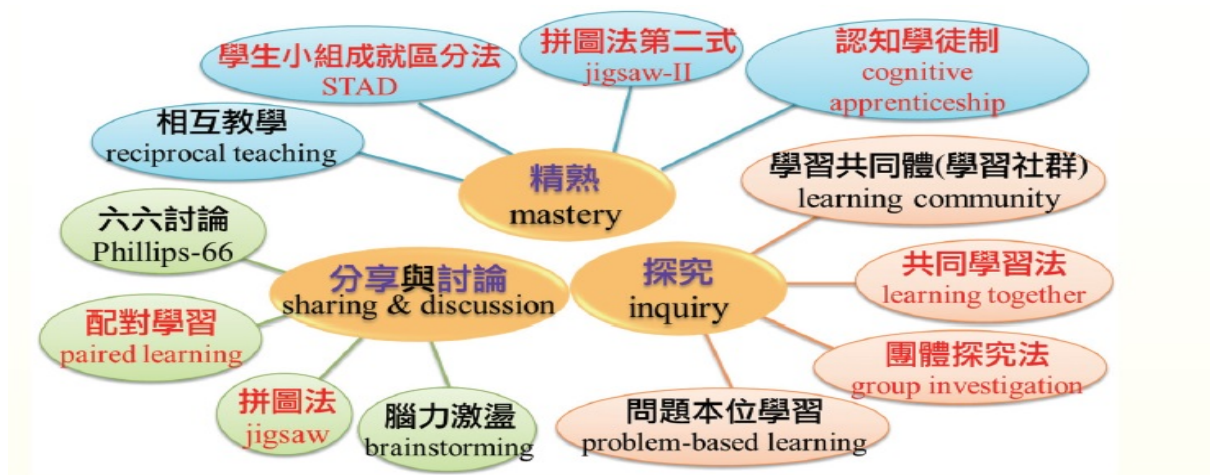 學生小組成就區分法
STAD
拼圖法第二式
jigsaw-II
認知學徒制
cognitive
apprenticeship
相互教學
reciprocal teaching
精熟
mastery
學習共同體(學習社群)
learning community
六六討論
Phillips-66
分享與討論
sharing & discussion
探究
inquiry
共同學習法
learning together
配對學習
paired learning
團體探究法
group investigation
拼圖法
jigsaw
腦力激盪
brainstorming
問題本位學習
problem-based learning